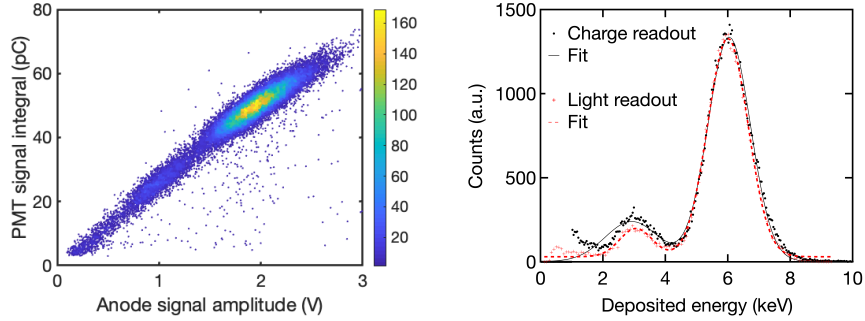 80
60
40
20
0
PMT signal integral (pC)
0 1 2 3
Anode signal amplitude (V)
160
140
120
100
80
60
40
20
1500
1000
500
0
Counts (a.u.)
Charge readout
Fit
Light readout
Fit
0 2 4 6 8 10
Deposited energy (keV)